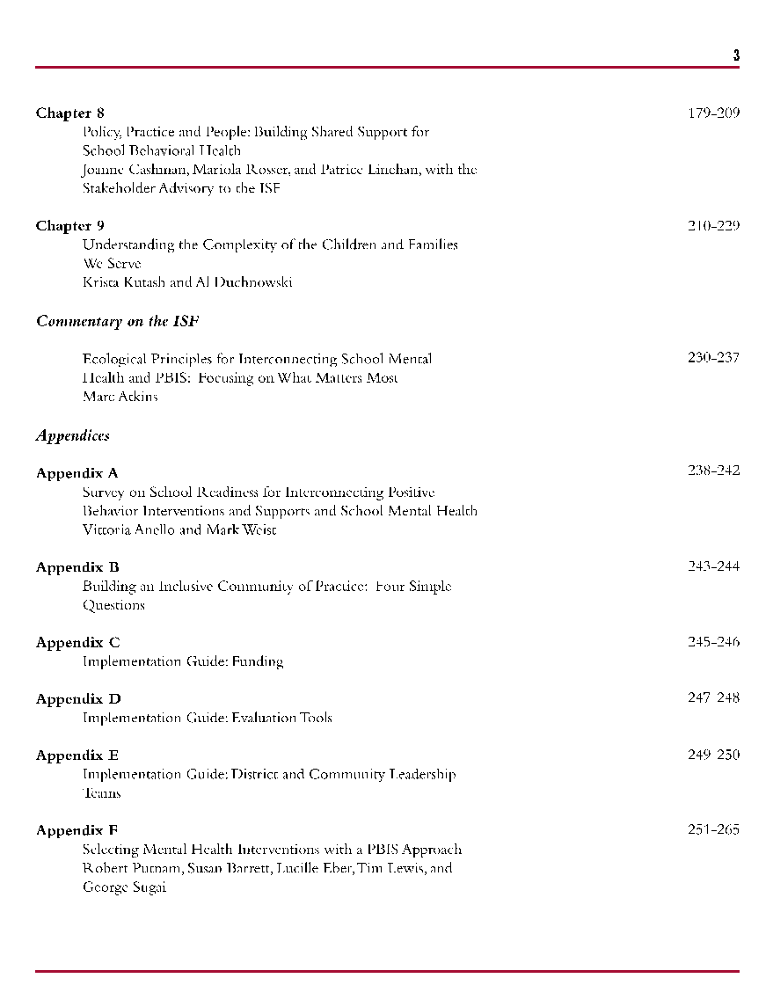 3
Chapter 8 179-209
Policy, Practice and People: Building Shared Support for
School Behavioral Health
Joanne Cashman, Mariola Rosser, and Patrice Linehan, with the
Stakeholder Advisory to the ISF
Chapter 9 210-229
Understanding the Complexity of the Children and Families
We Serve
Krista Kutash and Al Duchnowski
Commentary on the ISF
Ecological Principles for Interconnecting School Mental 230-237
Health and PBIS: Focusing on What Matters Most
Marc Atkins
Appendices
Appendix A 238-242
Survey on School Readiness for Interconnecting Positive
Behavior Interventions and Supports and School Mental Health
Vittoria Anello and Mark Weist
Appendix B 243-244
Building an Inclusive Community of Practice: Four Simple
Questions
Appendix C 245-246
Implementation Guide: Funding
Appendix D 247-248
Implementation Guide: Evaluation Tools
Appendix E 249-250
Implementation Guide: District and Community Leadership
Teams
Appendix F 251-265
Selecting Mental Health Interventions with a PBIS Approach
Robert Putnam, Susan Barrett, Lucille Eber, Tim Lewis, and
George Sugai